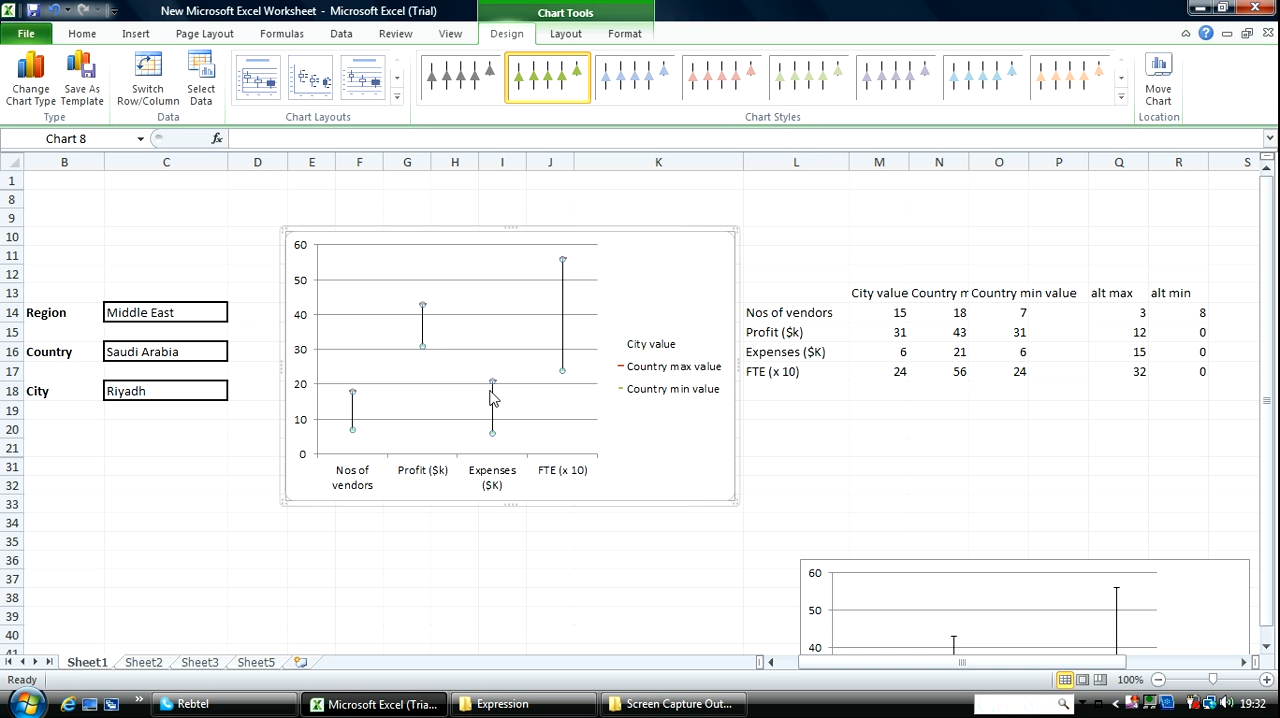 New Microsoft Excel Worksheet - Microsoft Excel (Trial)
Chart Tools
File Home Insert Page Layout Formulas Data Review View Design Layout Format
Change Chart Type
Save As Template
Switch Row/Column
Select Data
Move Chart
Type Data Chart Layouts Chart Styles Location
Chart 8 fx
B C D E F G H I J K L M N O P Q R S
1
8
9
10
11
12
13 City value Country m Country min value alt max alt min
14 Region Middle East Nos of vendors 15 18 7 3 8
15 Profit ($k) 31 43 31 12 0
16 Country Saudi Arabia Expenses ($K) 6 21 6 15 0
17 FTE (x 10) 24 56 24 32 0
18 City Riyadh
19
20
21
31
32
33
34
35
36
37
38
39
40
41
60
50
40
30
20
10
0
Nos of vendors
Profit ($k)
Expenses ($K)
FTE (x 10)
City value
Country max value
Country min value
60
50
40
Sheet1 Sheet2 Sheet3 Sheet5
Ready 100%
Rebtel Microsoft Excel (Tria... Expression Screen Capture Out... 19:32